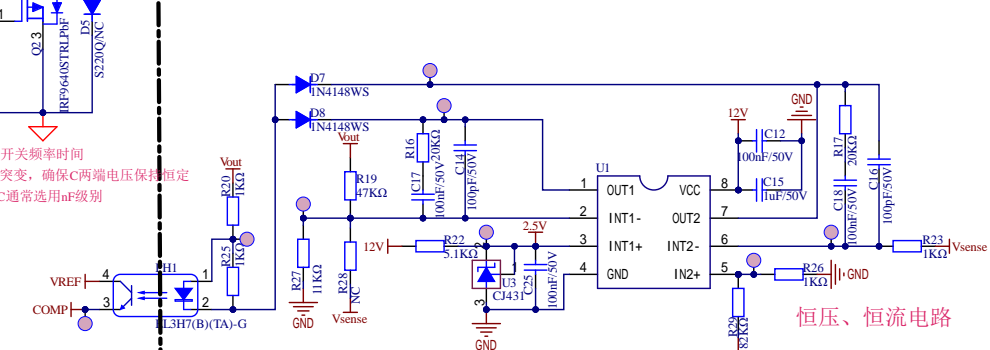 1
Q2
3
IRF9640STRLPbF
D5
S220Q/NC
开关频率时间
突变，确保C两端电压保持恒定
C通常选用nF级别
Vout
R20
1KΩ
R25
1KΩ
PH1
VREF
4
1
COMP
3
2
EL3H7(B)(TA)-G
D7
1N4148WS
D8
1N4148WS
Vout
R19
47KΩ
R16
20KΩ
C17
100nF/50V
C14
100pF/50V
R27
11KΩ
GND
R28
NC
Vsense
12V
R22
5.1KΩ
2
1
3
U3
CJ431
GND
2.5V
C25
100nF/50V
U1
1
OUT1
2
INT1-
3
INT1+
4
GND
VCC
8
OUT2
7
INT2-
6
IN2+
5
12V
C12
100nF/50V
C15
1uF/50V
GND
R17
20KΩ
C18
100nF/50V
C16
100pF/50V
R23
1KΩ
Vsense
R26
1KΩ
GND
R29
82KΩ
恒压、恒流电路